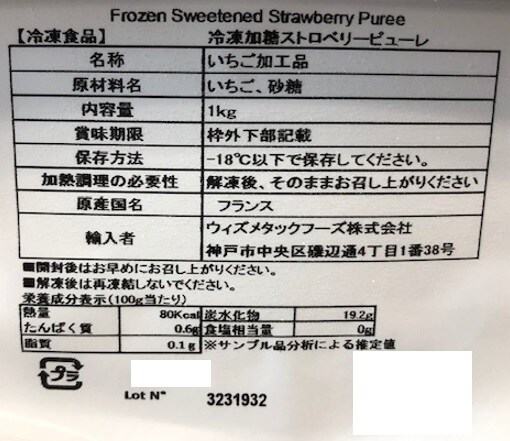 Frozen Sweetened Strawberry Puree
【冷凍食品】 冷凍加糖ストロベリーピューレ
名称 いちご加工品
原材料名 いちご、砂糖
内容量 1kg
賞味期限 枠外下部記載
保存方法 -18℃以下で保存してください。
加熱調理の必要性 解凍後、そのままお召し上がりください
原産国名 フランス
輸入者 ウィズメタックフーズ株式会社
神戸市中央区磯辺通4丁目1番38号
■開封後はお早めにお召し上がりください。
■解凍後は再凍結しないでください。
栄養成分表示(100g当たり)
熱量 80Kcal 炭水化物 19.2g
たんぱく質 0.6g 食塩相当量 0g
脂質 0.1g ※サンプル品分析による推定値
プラ
Lot N° 3231932